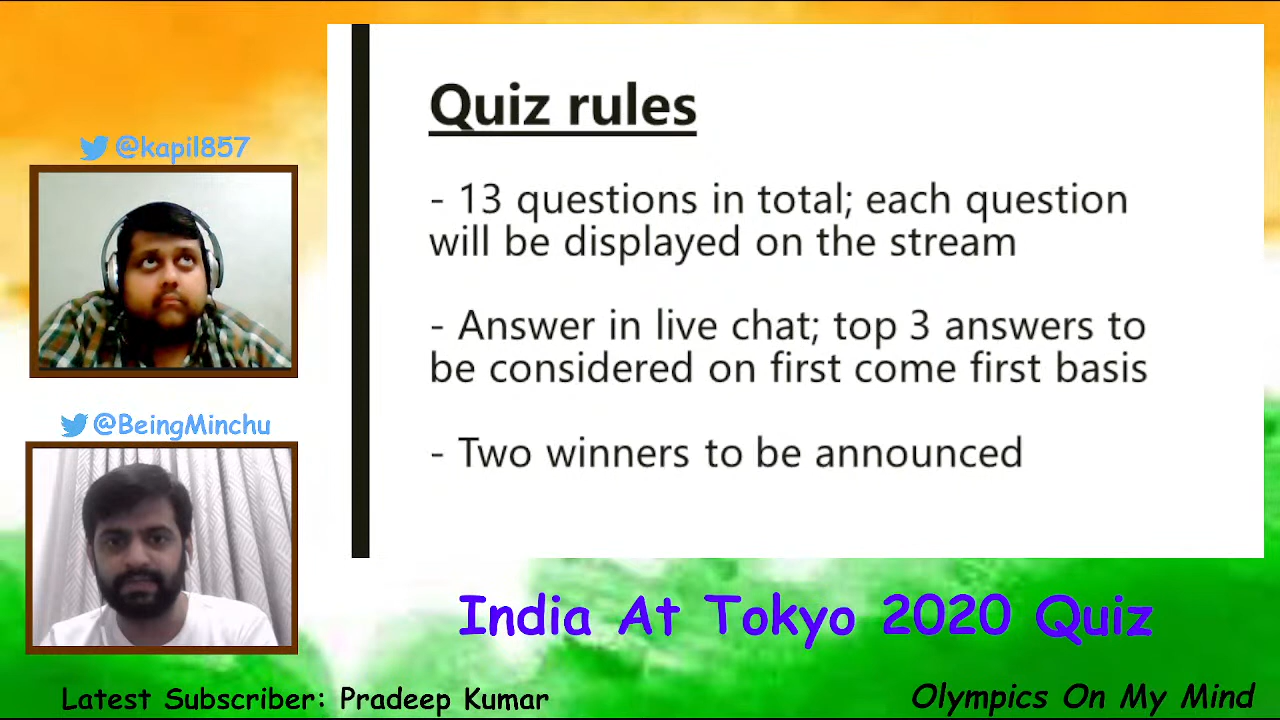 @kapil857
@BeingMinchu
Quiz rules
- 13 questions in total; each question
will be displayed on the stream
- Answer in live chat; top 3 answers to
be considered on first come first basis
- Two winners to be announced
India At Tokyo 2020 Quiz
Latest Subscriber: Pradeep Kumar
Olympics On My Mind